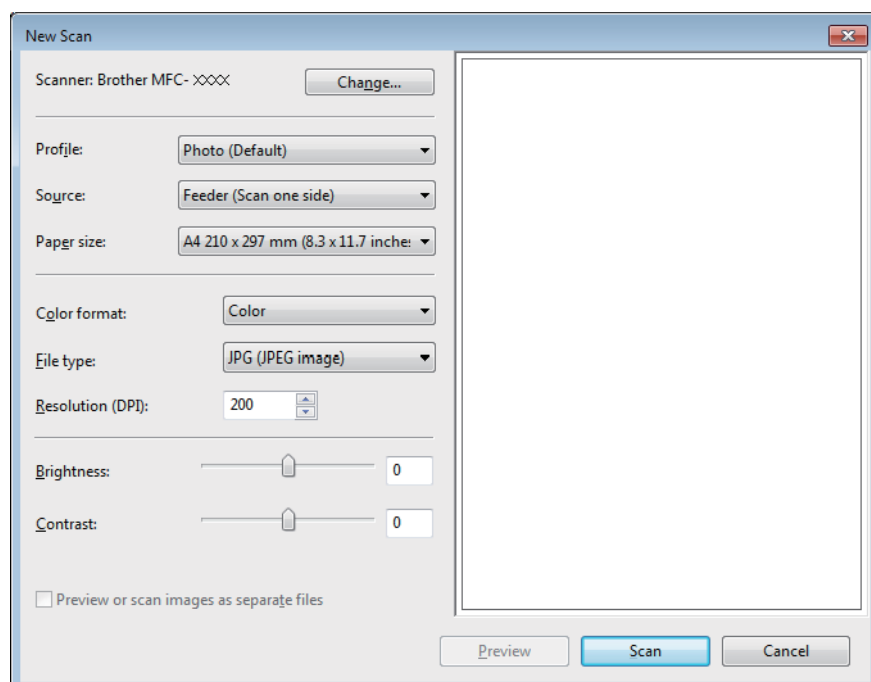 New Scan
Scanner: Brother MFC- XXXX
Change...
Profile:
Photo (Default)
Source:
Feeder (Scan one side)
Paper size:
A4 210 x 297 mm (8.3 x 11.7 inche
Color format:
Color
File type:
JPG (JPEG image)
Resolution (DPI):
200
Brightness:
0
Contrast:
0
Preview or scan images as separate files
Preview
Scan
Cancel